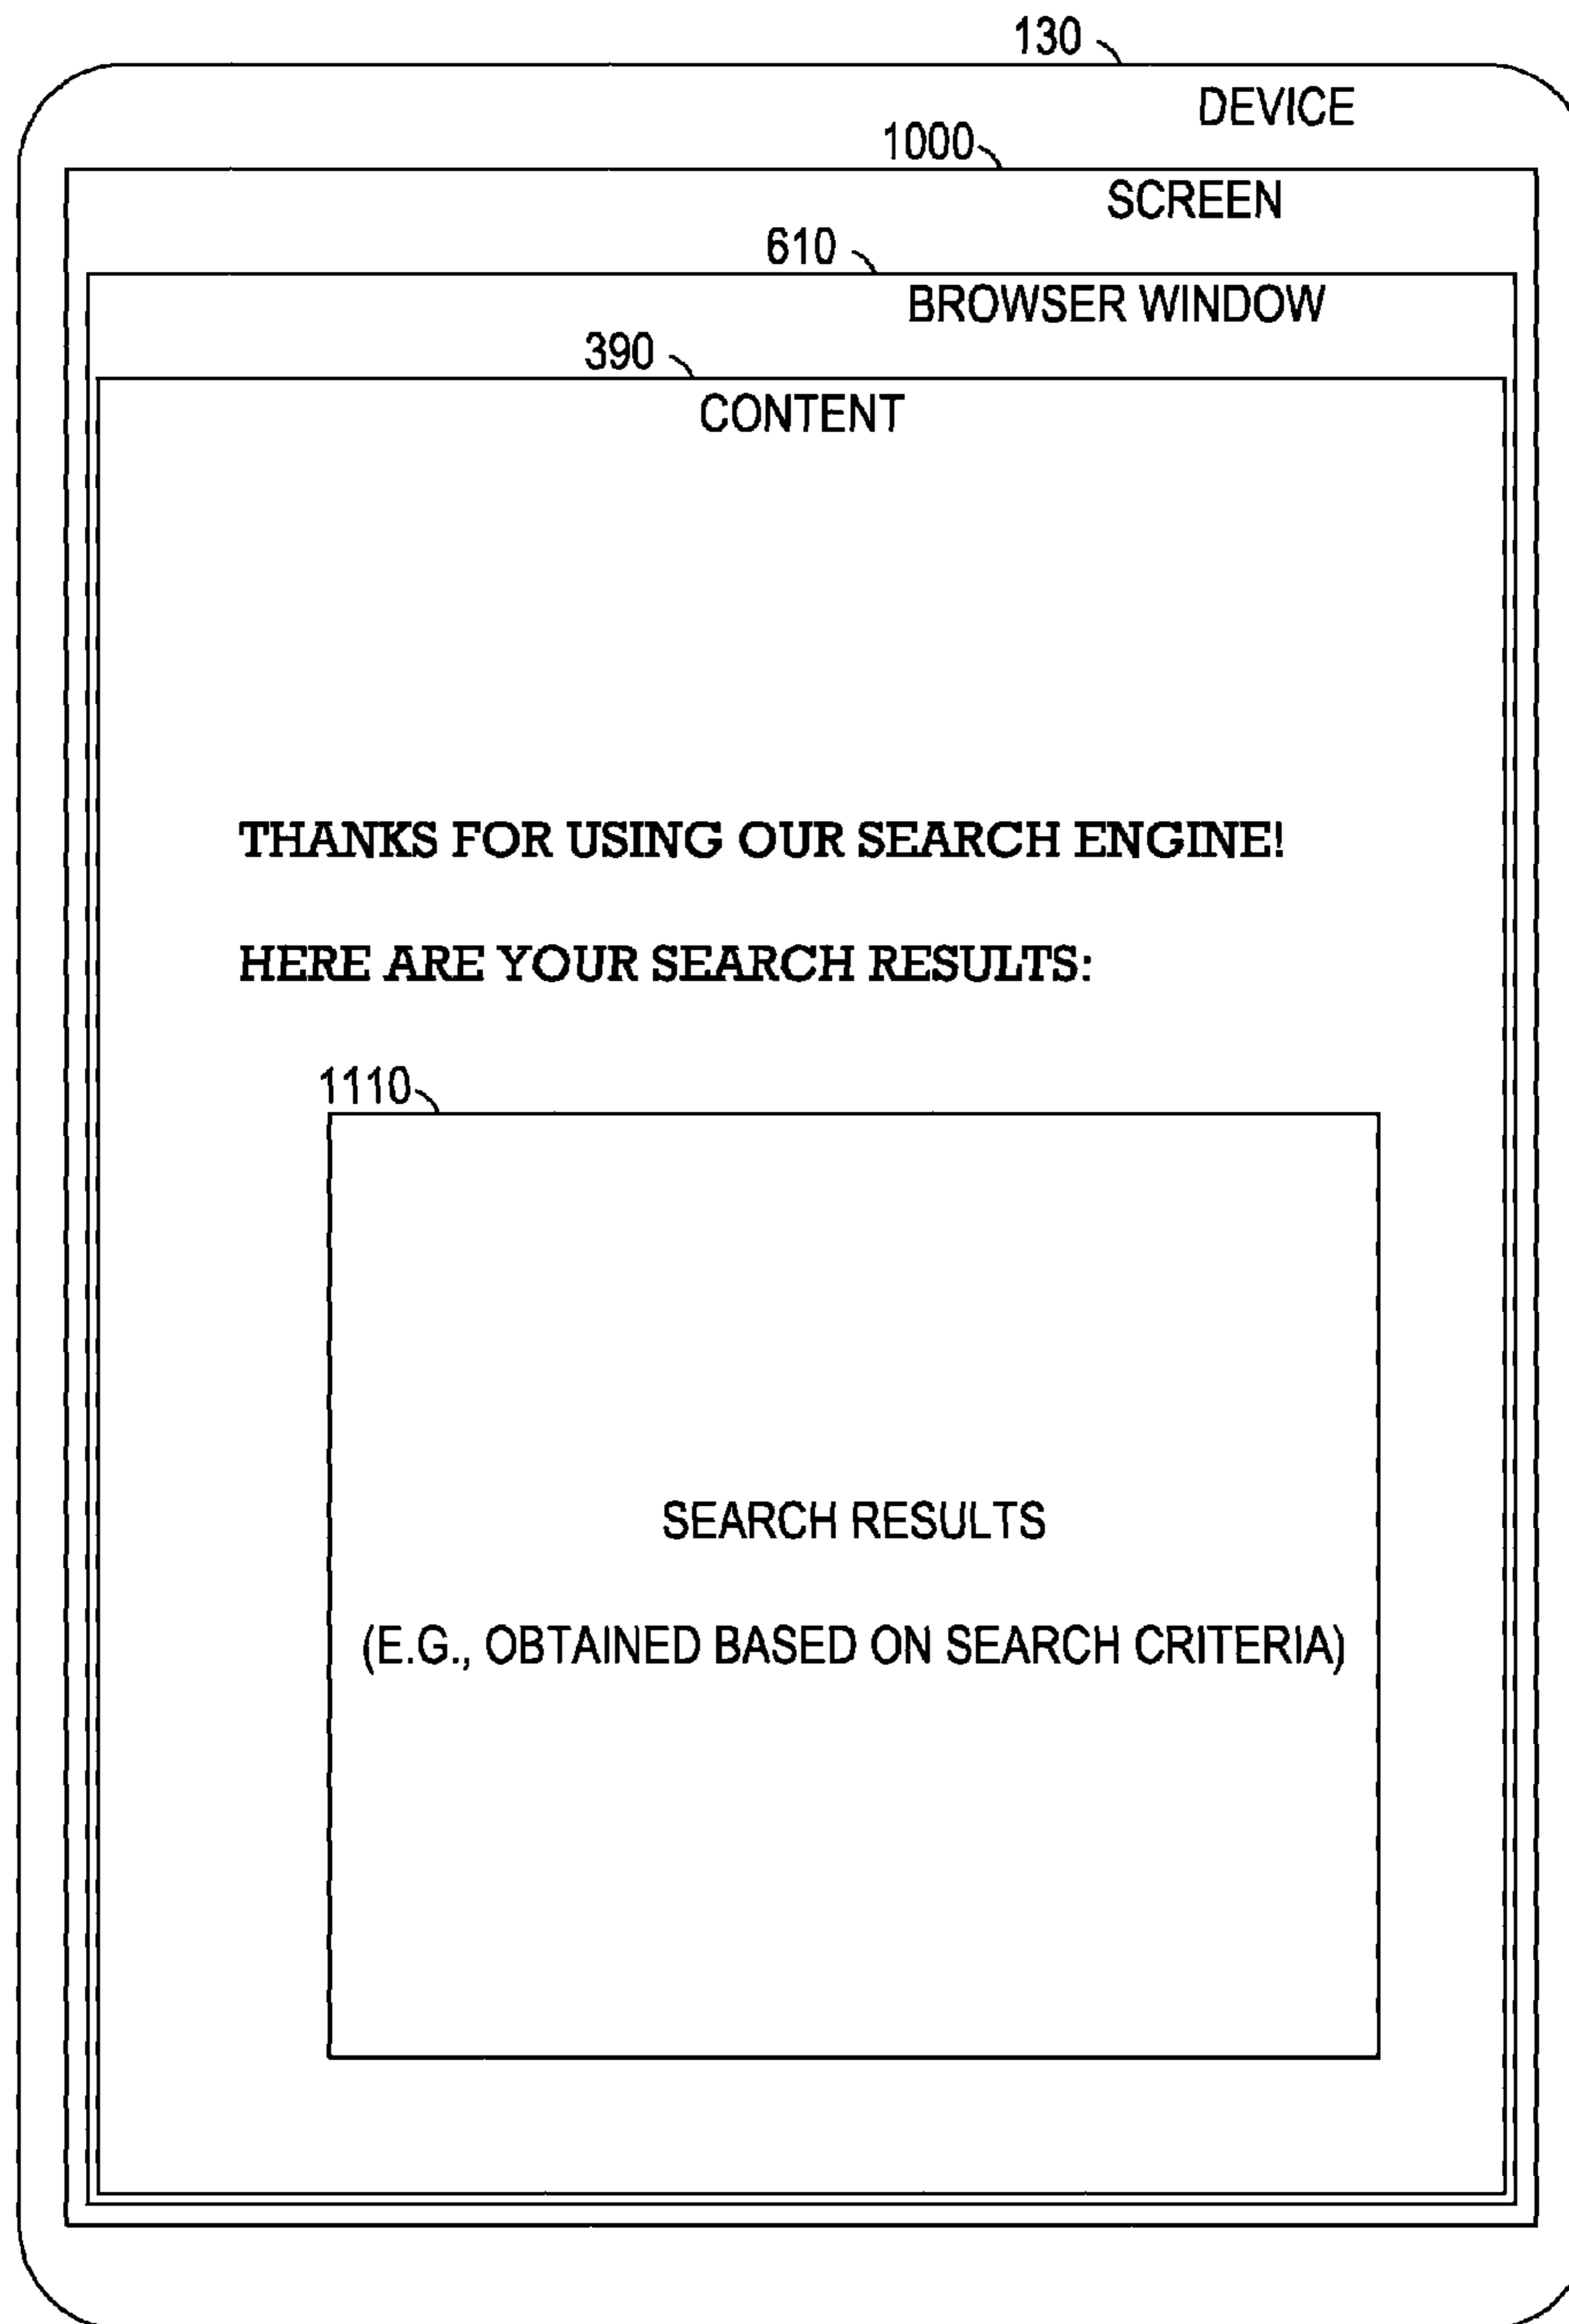 130
DEVICE
1000
SCREEN
610
BROWSER WINDOW
390
CONTENT
THANKS FOR USING OUR SEARCH ENGINE!
HERE ARE YOUR SEARCH RESULTS:
1110
SEARCH RESULTS
(E.G., OBTAINED BASED ON SEARCH CRITERIA)